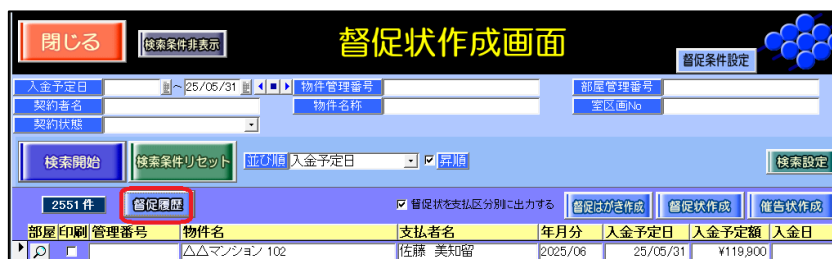 閉じる 検索条件非表示 督促状作成画面 督促条件設定
入金予定日 ～25/05/31 物件管理番号 部屋管理番号
契約者名 物件名称 室区画No
契約状態
検索開始 検索条件リセット 並び順 入金予定日 昇順 検索設定
2551件 督促履歴 督促状を支払区分別に出力する 督促はがき作成 督促状作成 催告状作成
部屋 印刷 管理番号 物件名 支払者名 年月分 入金予定日 入金予定額 入金日
△△マンション 102 佐藤 美知留 2025/06 25/05/31 ¥119,900